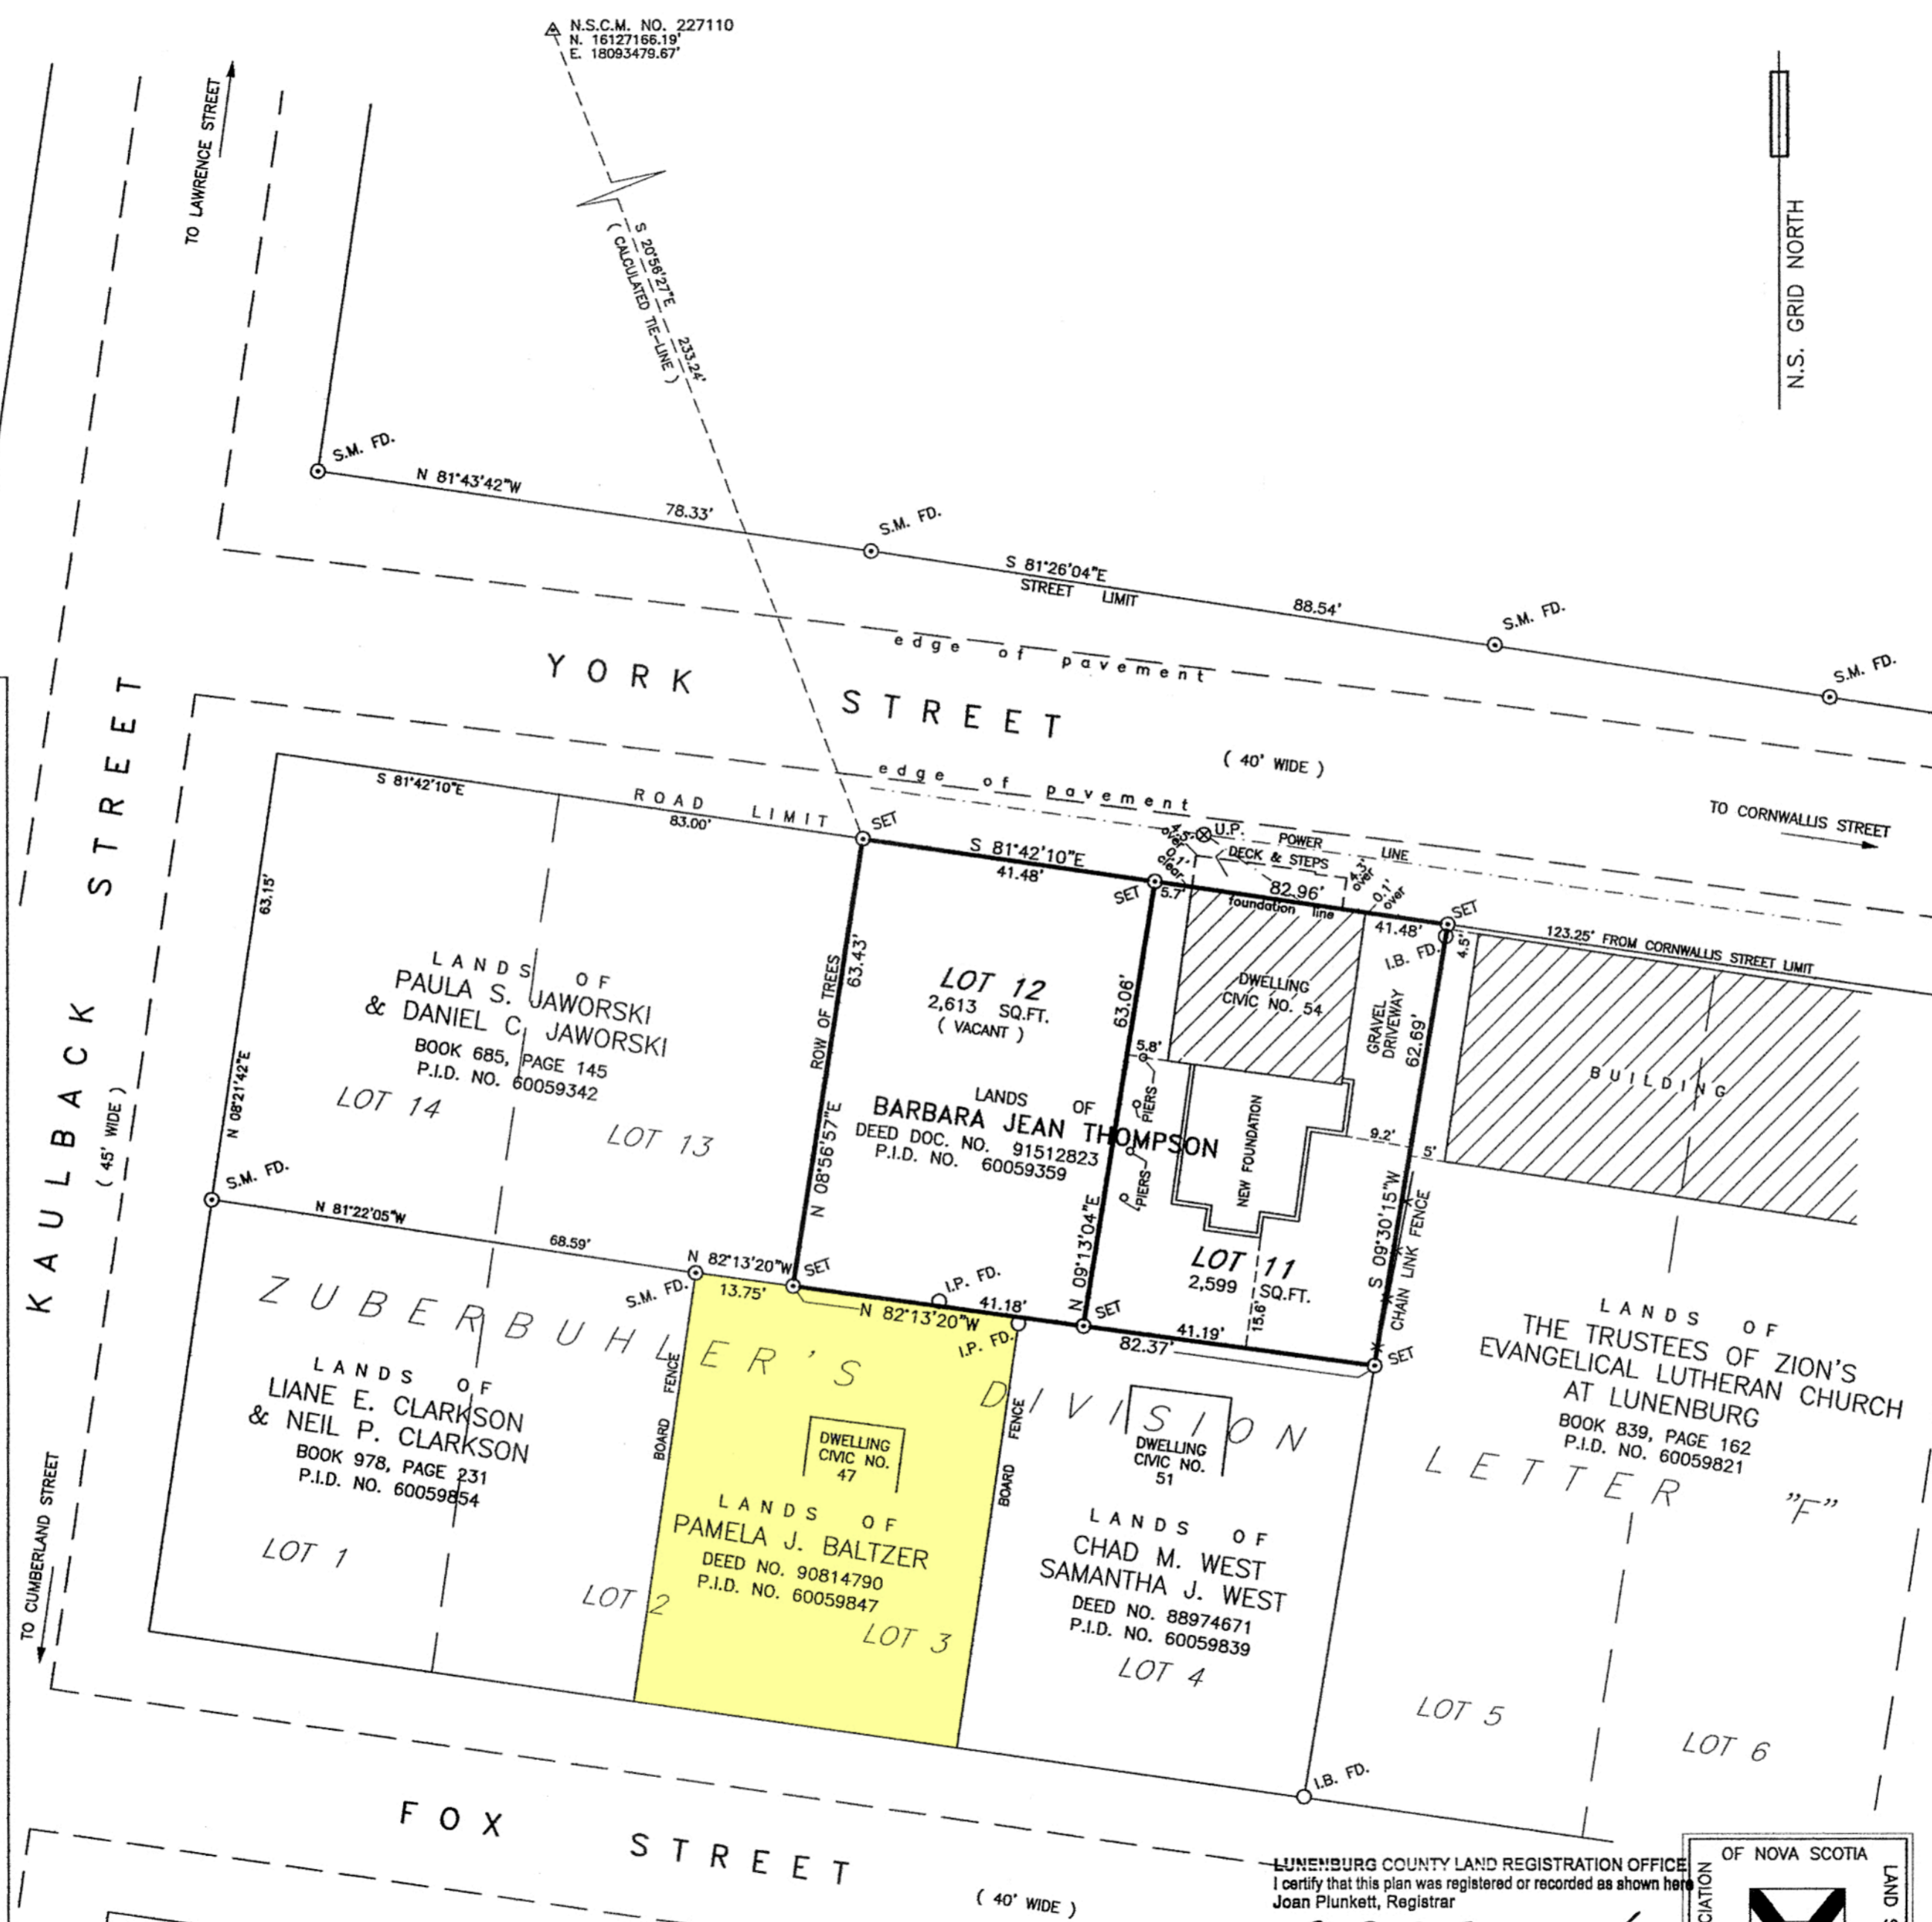 N.S.C.M. NO. 227110
N. 16127166.19'
E. 18093479.67'
TO LAWRENCE STREET
N.S. GRID NORTH
S 20°56'27"E 233.24'
( CALCULATED TIE-LINE )
S.M. FD.
N 81°43'42"W
78.33'
S.M. FD.
S 81°26'04"E
STREET LIMIT
88.54'
S.M. FD.
S.M. FD.
edge of pavement
YORK STREET
( 40' WIDE )
edge of pavement
TO CORNWALLIS STREET
KAULBACK STREET
( 45' WIDE )
S 81°42'10"E
ROAD LIMIT
83.00'
SET
S 81°42'10"E
41.48'
U.P.
POWER LINE
DECK & STEPS
0.1'
clear
4.3'
over
0.1'
over
82.96'
SET
5.7'
foundation line
41.48'
SET
I.B. FD.
4.5'
123.25' FROM CORNWALLIS STREET LIMIT
63.15'
N 08°21'42"E
LANDS OF
PAULA S. JAWORSKI
& DANIEL C. JAWORSKI
BOOK 685, PAGE 145
P.I.D. NO. 60059342
LOT 14
LOT 13
ROW OF TREES
63.43'
N 08°56'57"E
LOT 12
2,613 SQ.FT.
( VACANT )
LANDS OF
BARBARA JEAN THOMPSON
DEED DOC. NO. 91512823
P.I.D. NO. 60059359
63.06'
N 09°13'04"E
5.8'
PIERS
PIERS
DWELLING
CIVIC NO. 54
GRAVEL
DRIVEWAY
62.69'
NEW FOUNDATION
9.2'
5'
S 09°30'15"W
CHAIN LINK FENCE
BUILDING
LOT 11
2,599 SQ.FT.
15.6'
S.M. FD.
N 81°22'05"W
68.59'
S.M. FD.
N 82°13'20"W
13.75'
SET
I.P. FD.
41.18'
N 82°13'20"W
I.P. FD.
SET
41.19'
82.37'
SET
ZUBERBUHLER'S DIVISION
LETTER "F"
LANDS OF
LIANE E. CLARKSON
& NEIL P. CLARKSON
BOOK 978, PAGE 231
P.I.D. NO. 60059854
LOT 1
LOT 2
BOARD FENCE
DWELLING
CIVIC NO.
47
LANDS OF
PAMELA J. BALTZER
DEED NO. 90814790
P.I.D. NO. 60059847
LOT 3
BOARD FENCE
DWELLING
CIVIC NO.
51
LANDS OF
CHAD M. WEST
SAMANTHA J. WEST
DEED NO. 88974671
P.I.D. NO. 60059839
LOT 4
LANDS OF
THE TRUSTEES OF ZION'S
EVANGELICAL LUTHERAN CHURCH
AT LUNENBURG
BOOK 839, PAGE 162
P.I.D. NO. 60059821
LOT 5
LOT 6
TO CUMBERLAND STREET
I.B. FD.
FOX STREET
( 40' WIDE )
LUNENBURG COUNTY LAND REGISTRATION OFFICE
I certify that this plan was registered or recorded as shown here
Joan Plunkett, Registrar
OF NOVA SCOTIA